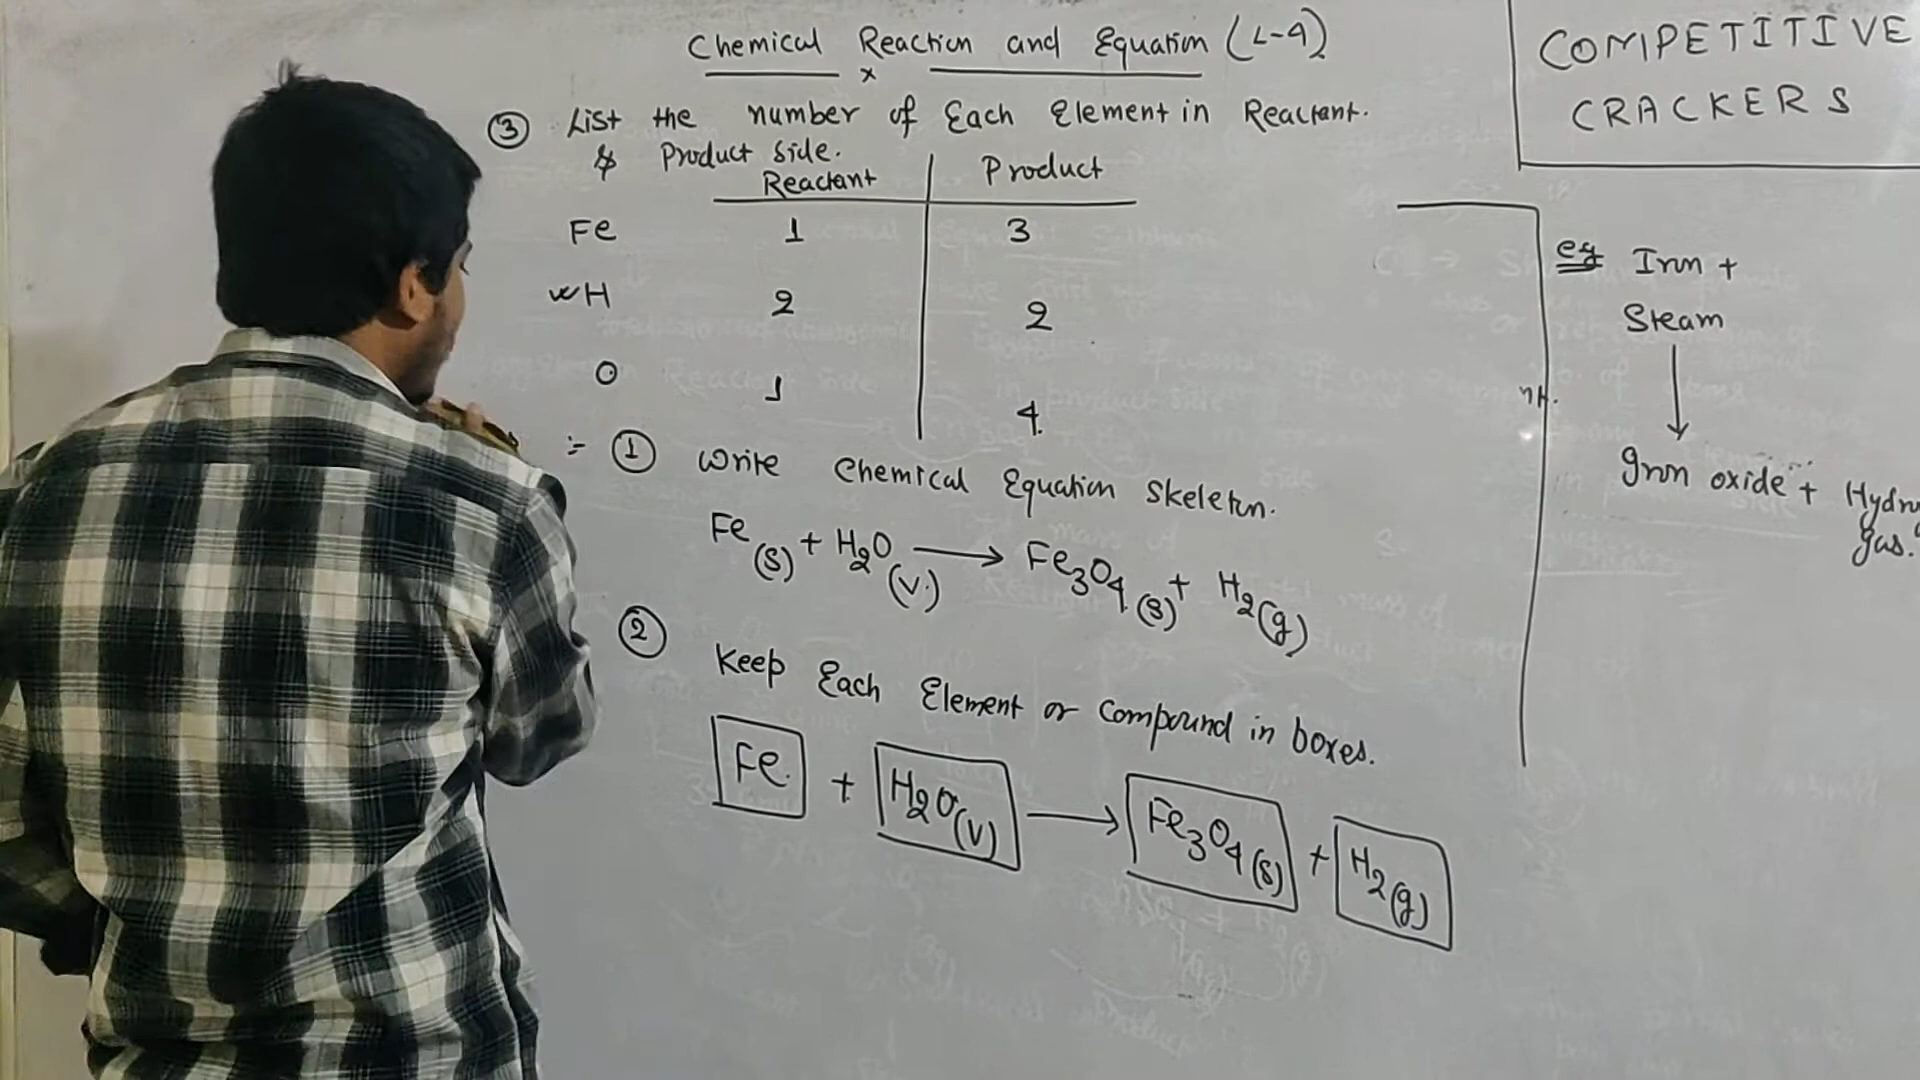 Chemical Reaction and Equation (L-4)
x
COMPETITIVE
CRACKERS
③ List the number of Each Element in Reactant.
& Product Side.
Reactant Product
Fe 1 3
H 2 2
O 1 4.
:- ① Write Chemical Equation Skeleton.
Fe(s) + H2O(v.) → Fe3O4(s) + H2(g)
② Keep Each Element or Compound in boxes.
Fe. + H2O(v) → Fe3O4(s) + H2(g)
eg Iron +
Steam
↓
Iron oxide + Hydro
gas.